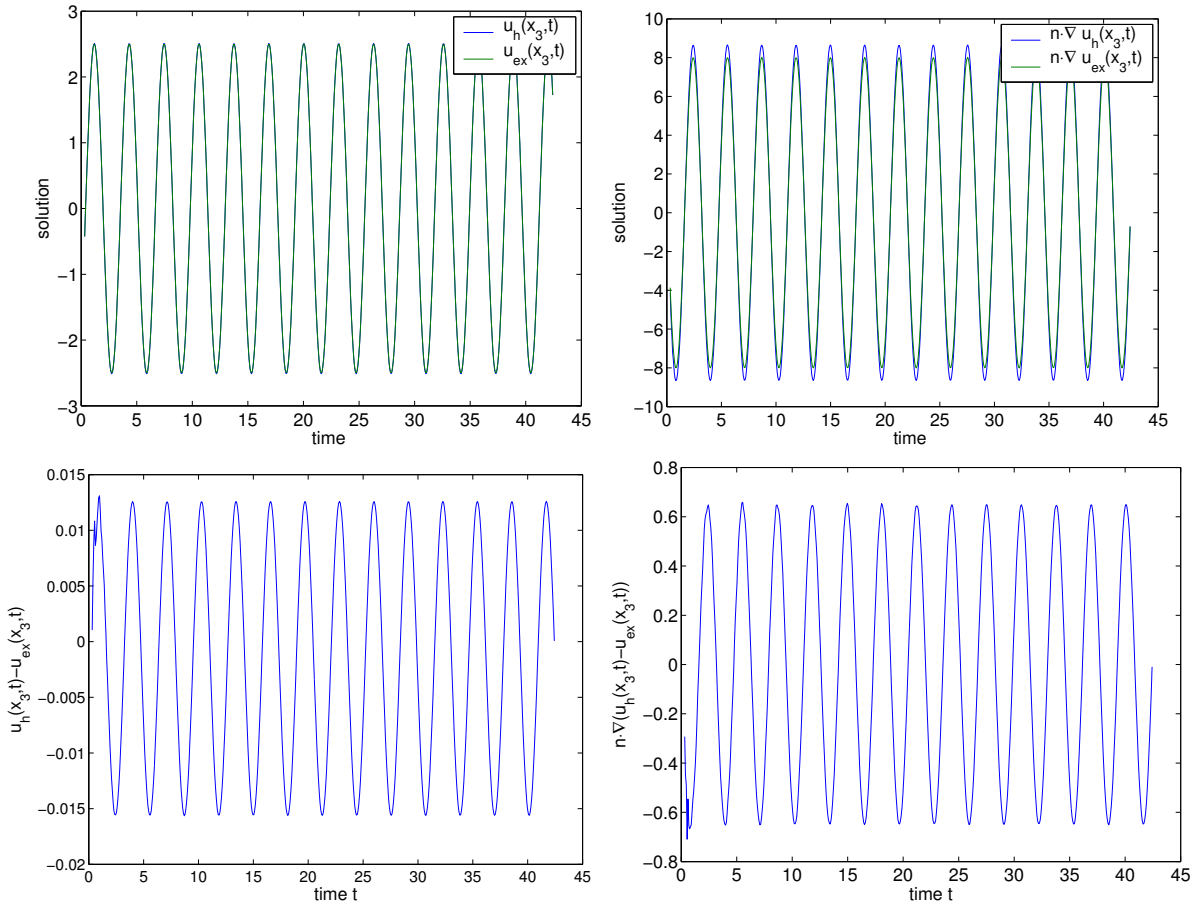 3
2
1
0
−1
−2
−3
0 5 10 15 20 25 30 35 40 45
solution
time
u_h(x_3,t)
u_ex(x_3,t)
10
8
6
4
2
0
−2
−4
−6
−8
−10
0 5 10 15 20 25 30 35 40 45
solution
time
n·∇ u_h(x_3,t)
n·∇ u_ex(x_3,t)
0.015
0.01
0.005
0
−0.005
−0.01
−0.015
−0.02
0 5 10 15 20 25 30 35 40 45
u_h(x_3,t)−u_ex(x_3,t)
time t
0.8
0.6
0.4
0.2
0
−0.2
−0.4
−0.6
−0.8
0 5 10 15 20 25 30 35 40 45
n·∇(u_h(x_3,t)−u_ex(x_3,t))
time t